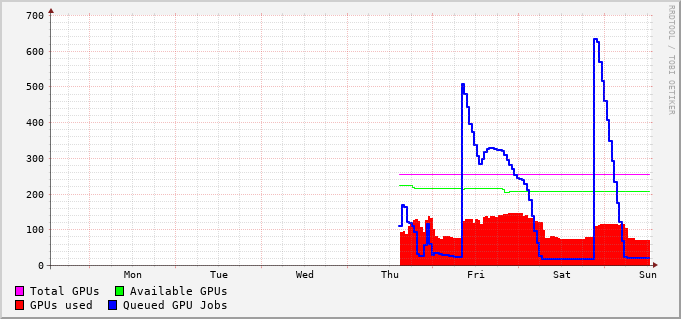 700
600
500
400
300
200
100
0
Mon Tue Wed Thu Fri Sat Sun
Total GPUs Available GPUs
GPUs used Queued GPU Jobs
RRDTOOL / TOBI OETIKER